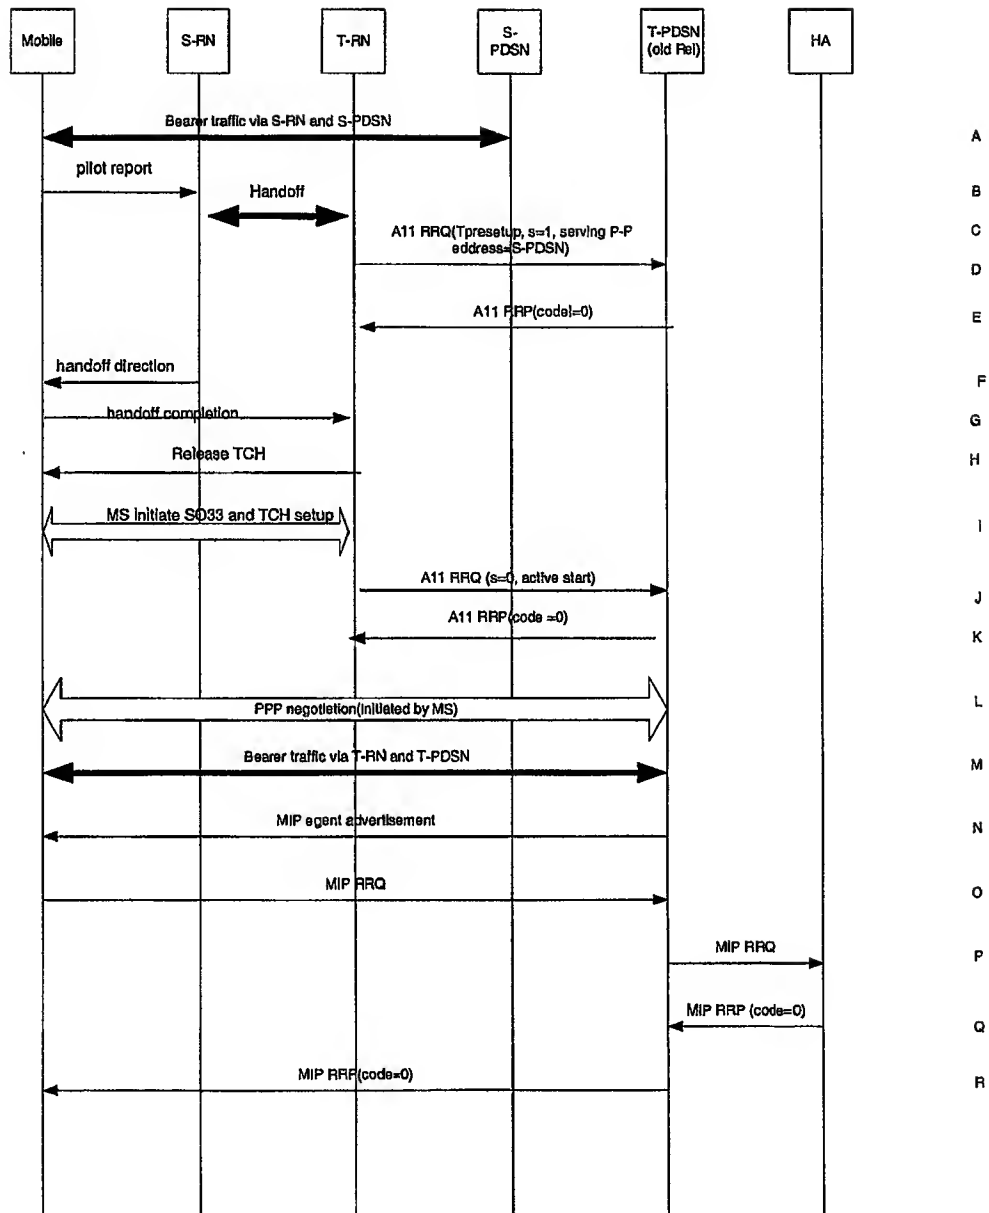 Mobile
S-RN
T-RN
S-
PDSN
T-PDSN
(old Rel)
HA
Bearer traffic via S-RN and S-PDSN
A
pilot report
B
Handoff
C
A11 RRQ(Tpresetup, s=1, serving P-P
eddress=S-PDSN)
D
A11 RRP(code!=0)
E
handoff direction
F
handoff completion
G
Release TCH
H
MS initiate SO33 and TCH setup
I
A11 RRQ (s=0, active start)
J
A11 RRP(code =0)
K
PPP negotietion(initiated by MS)
L
Bearer traffic via T-RN and T-PDSN
M
MIP egent advertisement
N
MIP RRQ
O
MIP RRQ
P
MIP RRP (code=0)
Q
MIP RRP(code=0)
R